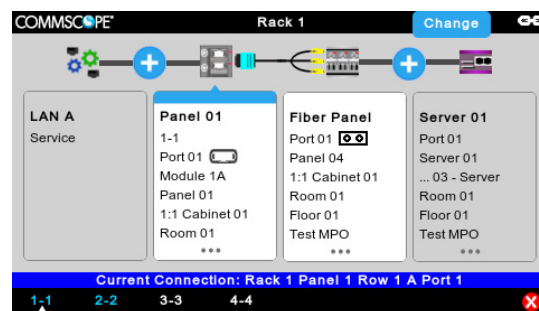 COMMSCOPE®
Rack 1
Change
LAN A
Service
Panel 01
1-1
Port 01
Module 1A
Panel 01
1:1 Cabinet 01
Room 01
Fiber Panel
Port 01
Panel 04
1:1 Cabinet 01
Room 01
Floor 01
Test MPO
Server 01
Port 01
Server 01
... 03 - Server
Room 01
Floor 01
Test MPO
Current Connection: Rack 1 Panel 1 Row 1 A Port 1
1-1 2-2 3-3 4-4